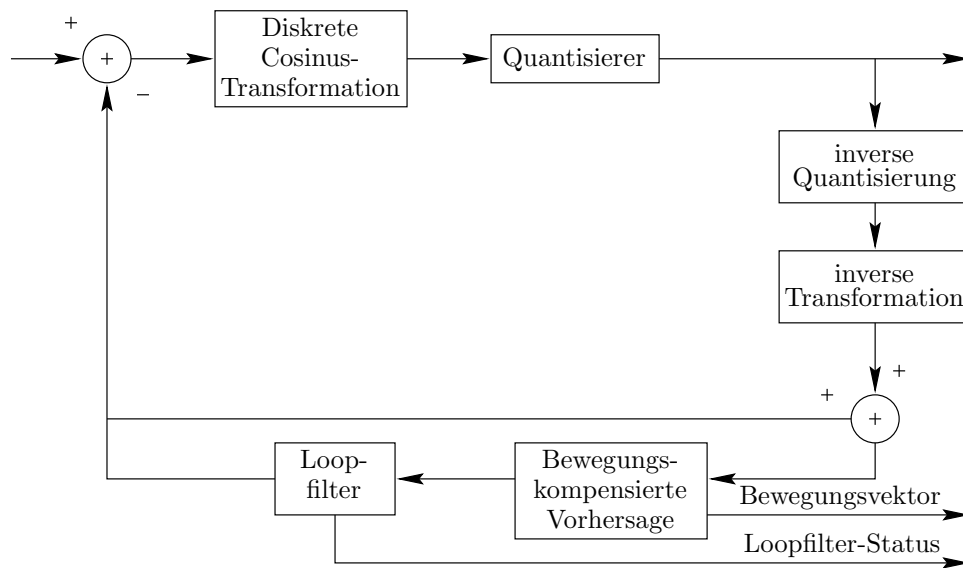 +
+
−
Diskrete
Cosinus-
Transformation
Quantisierer
inverse
Quantisierung
inverse
Transformation
+
+
+
Loop-
filter
Bewegungs-
kompensierte
Vorhersage
Bewegungsvektor
Loopfilter-Status